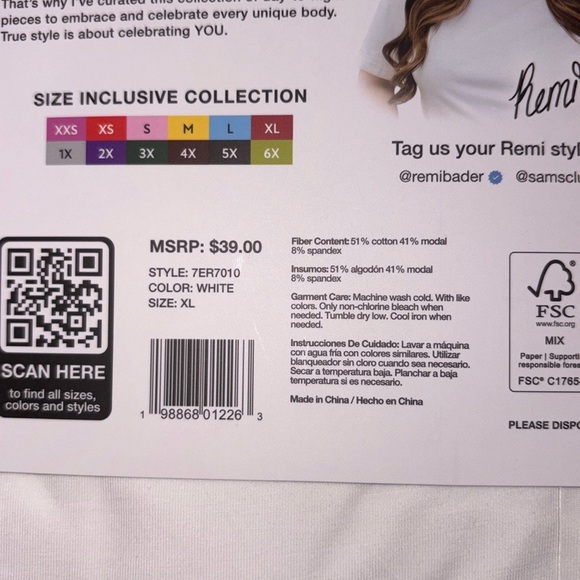 pieces to embrace and celebrate every unique body.
True style is about celebrating YOU.
SIZE INCLUSIVE COLLECTION
XXS XS S M L XL
1X 2X 3X 4X 5X 6X
Remi
Tag us your Remi
@remibader @samsclu
SCAN HERE
to find all sizes,
colors and styles
MSRP: $39.00
STYLE: 7ER7010
COLOR: WHITE
SIZE: XL
1 98868 01226 3
Fiber Content: 51% cotton 41% modal
8% spandex
Insumos: 51% algodón 41% modal
8% spandex
Garment Care: Machine wash cold. With like
colors. Only non-chlorine bleach when
needed. Tumble dry low. Cool iron when
needed.
Instrucciones De Cuidado: Lavar a máquina
con agua fria con colores similares. Utilizar
blanqueador sin cloro cuando sea necesario.
Secar a temperatura baja. Planchar a baja
temperatura si es necesario.
Made in China / Hecho en China
FSC
www.fsc.org
MIX
Paper | Supporti
responsible fores
FSC® C1765
PLEASE DISPO